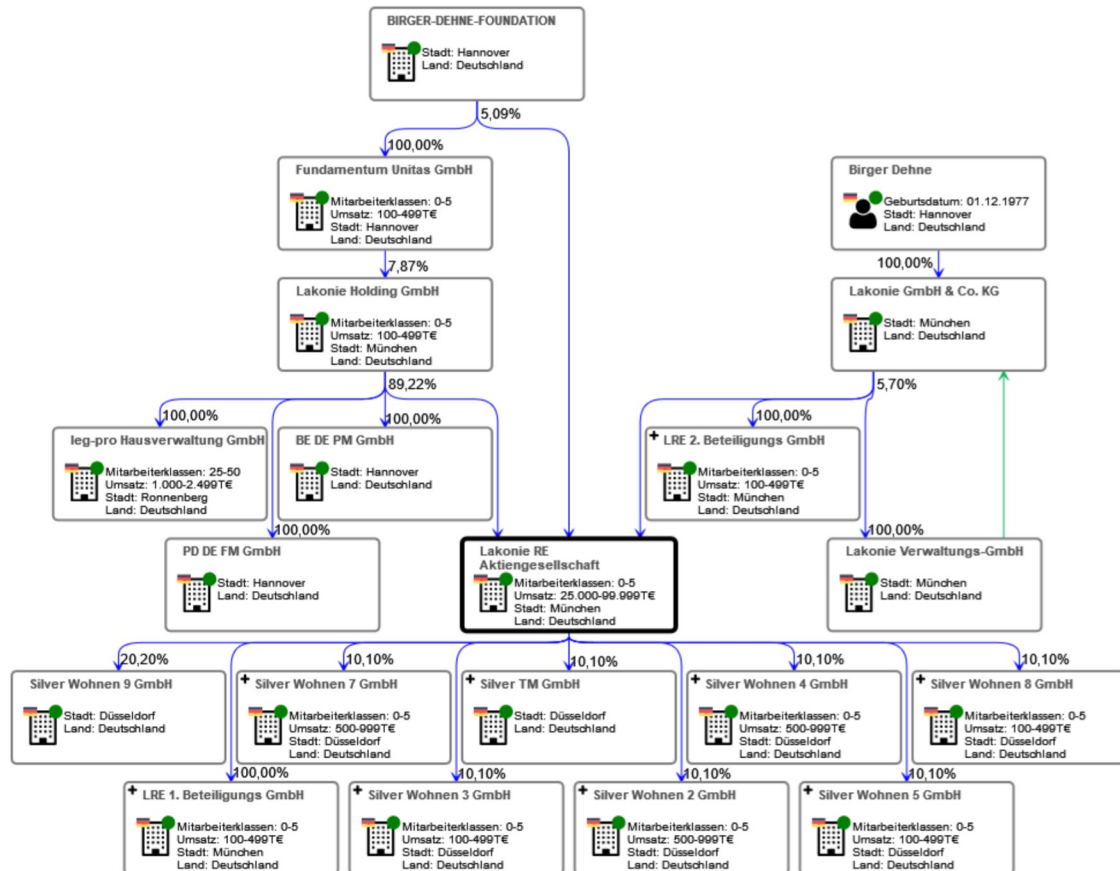 BIRGER-DEHNE-FOUNDATION
Stadt: Hannover
Land: Deutschland
5,09%
100,00%
Fundamentum Unitas GmbH
Mitarbeiterklassen: 0-5
Umsatz: 100-499T€
Stadt: Hannover
Land: Deutschland
Birger Dehne
Geburtsdatum: 01.12.1977
Stadt: Hannover
Land: Deutschland
7,87%
100,00%
Lakonie Holding GmbH
Mitarbeiterklassen: 0-5
Umsatz: 100-499T€
Stadt: München
Land: Deutschland
Lakonie GmbH & Co. KG
Stadt: München
Land: Deutschland
89,22%
5,70%
100,00%
100,00%
100,00%
leg-pro Hausverwaltung GmbH
Mitarbeiterklassen: 25-50
Umsatz: 1.000-2.499T€
Stadt: Ronnenberg
Land: Deutschland
BE DE PM GmbH
Stadt: Hannover
Land: Deutschland
+ LRE 2. Beteiligungs GmbH
Mitarbeiterklassen: 0-5
Umsatz: 100-499T€
Stadt: München
Land: Deutschland
100,00%
100,00%
PD DE FM GmbH
Stadt: Hannover
Land: Deutschland
Lakonie RE
Aktiengesellschaft
Mitarbeiterklassen: 0-5
Umsatz: 25.000-99.999T€
Stadt: München
Land: Deutschland
Lakonie Verwaltungs-GmbH
Stadt: München
Land: Deutschland
20,20%
10,10%
10,10%
10,10%
10,10%
Silver Wohnen 9 GmbH
Stadt: Düsseldorf
Land: Deutschland
+ Silver Wohnen 7 GmbH
Mitarbeiterklassen: 0-5
Umsatz: 500-999T€
Stadt: Düsseldorf
Land: Deutschland
+ Silver TM GmbH
Stadt: Düsseldorf
Land: Deutschland
+ Silver Wohnen 4 GmbH
Mitarbeiterklassen: 0-5
Umsatz: 500-999T€
Stadt: Düsseldorf
Land: Deutschland
+ Silver Wohnen 8 GmbH
Mitarbeiterklassen: 0-5
Umsatz: 100-499T€
Stadt: Düsseldorf
Land: Deutschland
100,00%
10,10%
10,10%
10,10%
+ LRE 1. Beteiligungs GmbH
Mitarbeiterklassen: 0-5
Umsatz: 100-499T€
Stadt: München
Land: Deutschland
+ Silver Wohnen 3 GmbH
Mitarbeiterklassen: 0-5
Umsatz: 100-499T€
Stadt: Düsseldorf
Land: Deutschland
+ Silver Wohnen 2 GmbH
Mitarbeiterklassen: 0-5
Umsatz: 500-999T€
Stadt: Düsseldorf
Land: Deutschland
+ Silver Wohnen 5 GmbH
Mitarbeiterklassen: 0-5
Umsatz: 100-499T€
Stadt: Düsseldorf
Land: Deutschland